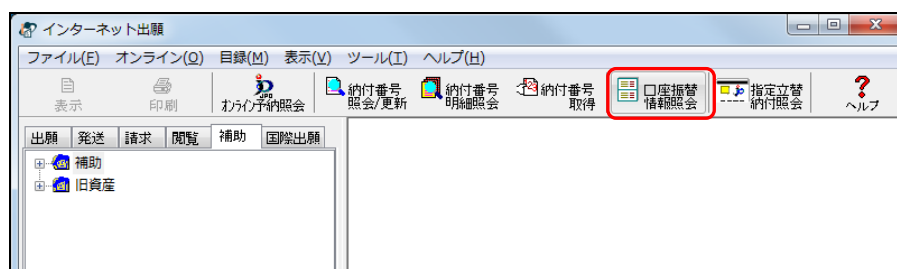 インターネット出願
ファイル(F) オンライン(O) 目録(M) 表示(V) ツール(T) ヘルプ(H)
表示
印刷
オンライン予納照会
納付番号
照会/更新
納付番号
明細照会
納付番号
取得
口座振替
情報照会
指定立替
納付照会
ヘルプ
出願 発送 請求 閲覧 補助 国際出願
補助
旧資産